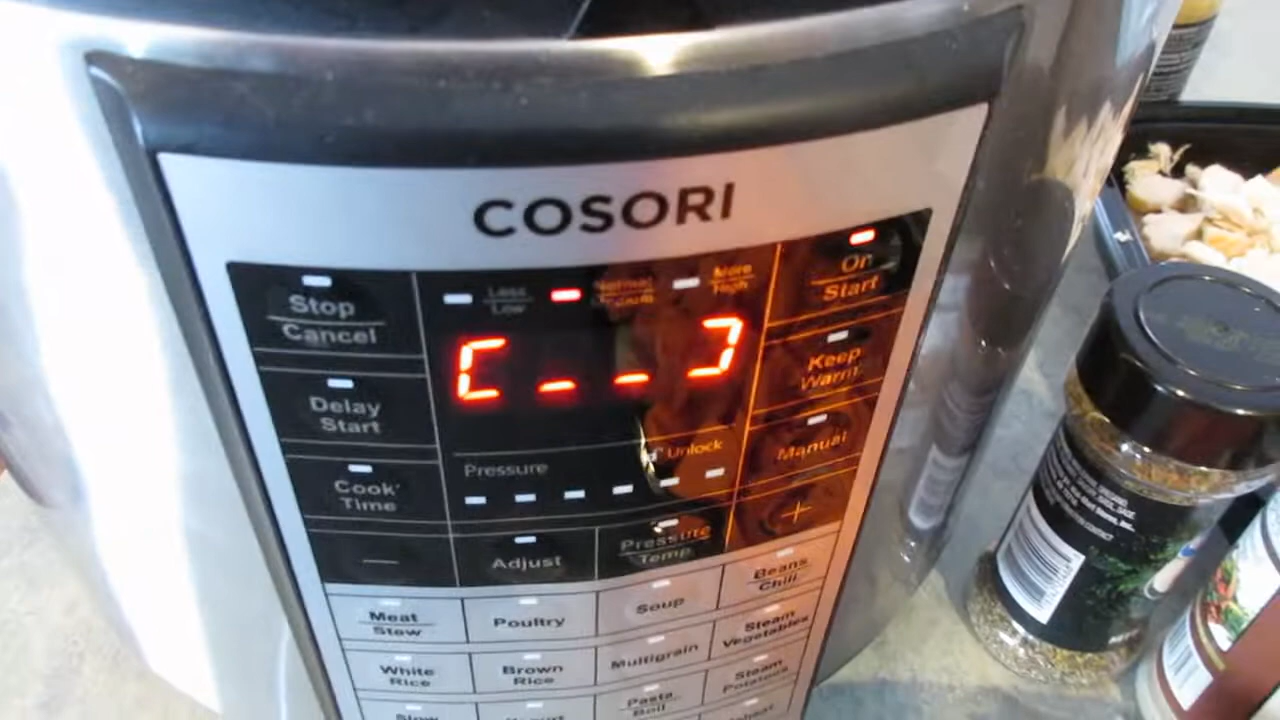 COSORI
Stop
Cancel
Less
Low
Normal
Medium
More
High
On
Start
[ _ _ ]
Delay
Start
Keep
Warm
Unlock
Manual
Pressure
Cook
Time
+
—
Adjust
Pressure
Temp
Meat
Stew
Poultry
Soup
Beans
Chili
White
Rice
Brown
Rice
Multigrain
Steam
Vegetables
Slow
Yogurt
Pasta
Boil
Steam
Potatoes